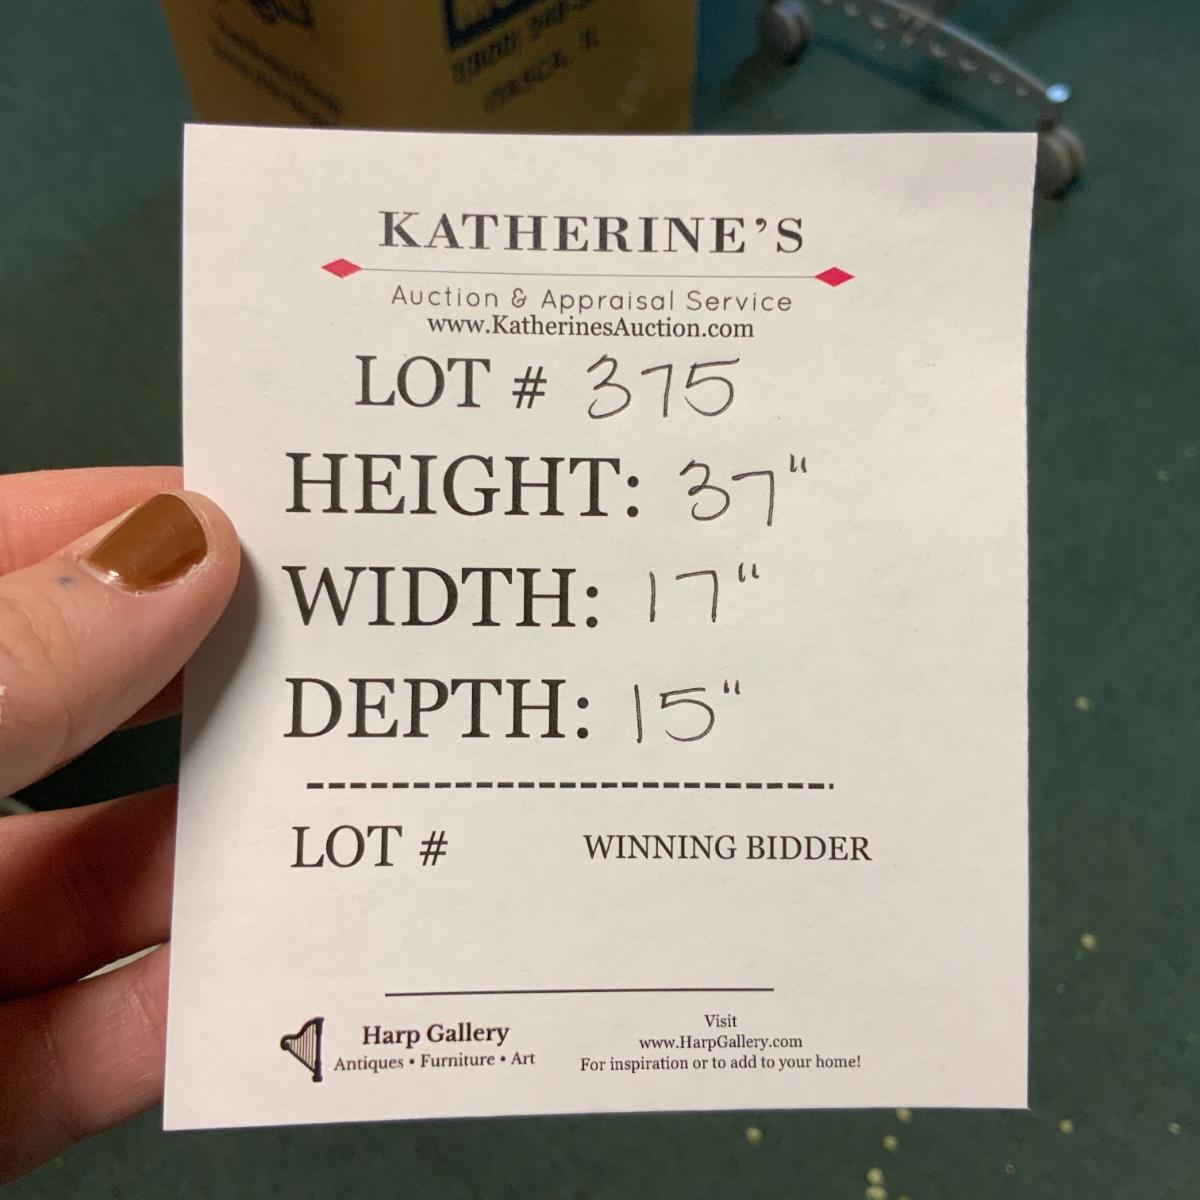 KATHERINE'S
Auction & Appraisal Service
www.KatherinesAuction.com
LOT # 375
HEIGHT: 37"
WIDTH: 17"
DEPTH: 15"
---------------------------.
LOT # WINNING BIDDER
Harp Gallery
Antiques • Furniture • Art
Visit
www.HarpGallery.com
For inspiration or to add to your home!